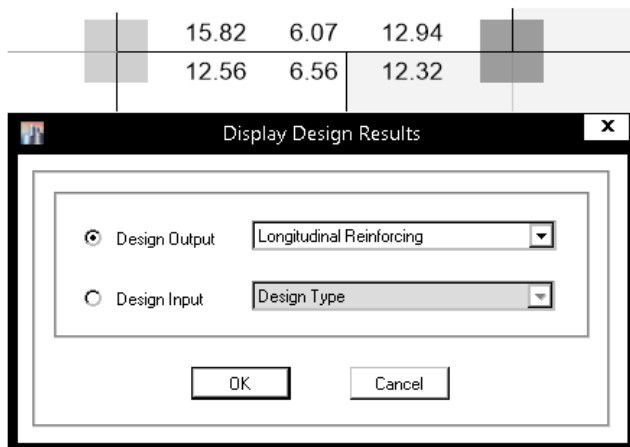 15.82 6.07 12.94
12.56 6.56 12.32
Display Design Results
x
Design Output Longitudinal Reinforcing
Design Input Design Type
OK Cancel